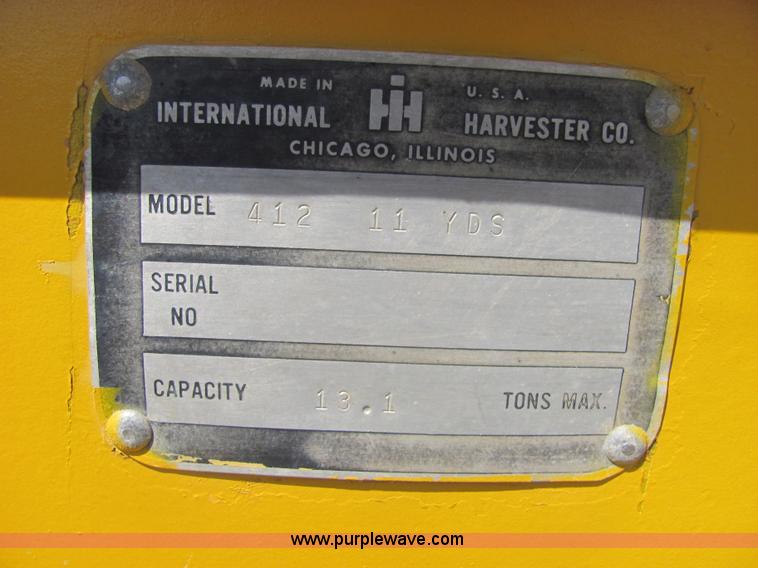 MADE IN U. S. A.
INTERNATIONAL IH HARVESTER CO.
CHICAGO, ILLINOIS
MODEL 412 11 YDS
SERIAL
NO
CAPACITY 13.1 TONS MAX.
www.purplewave.com